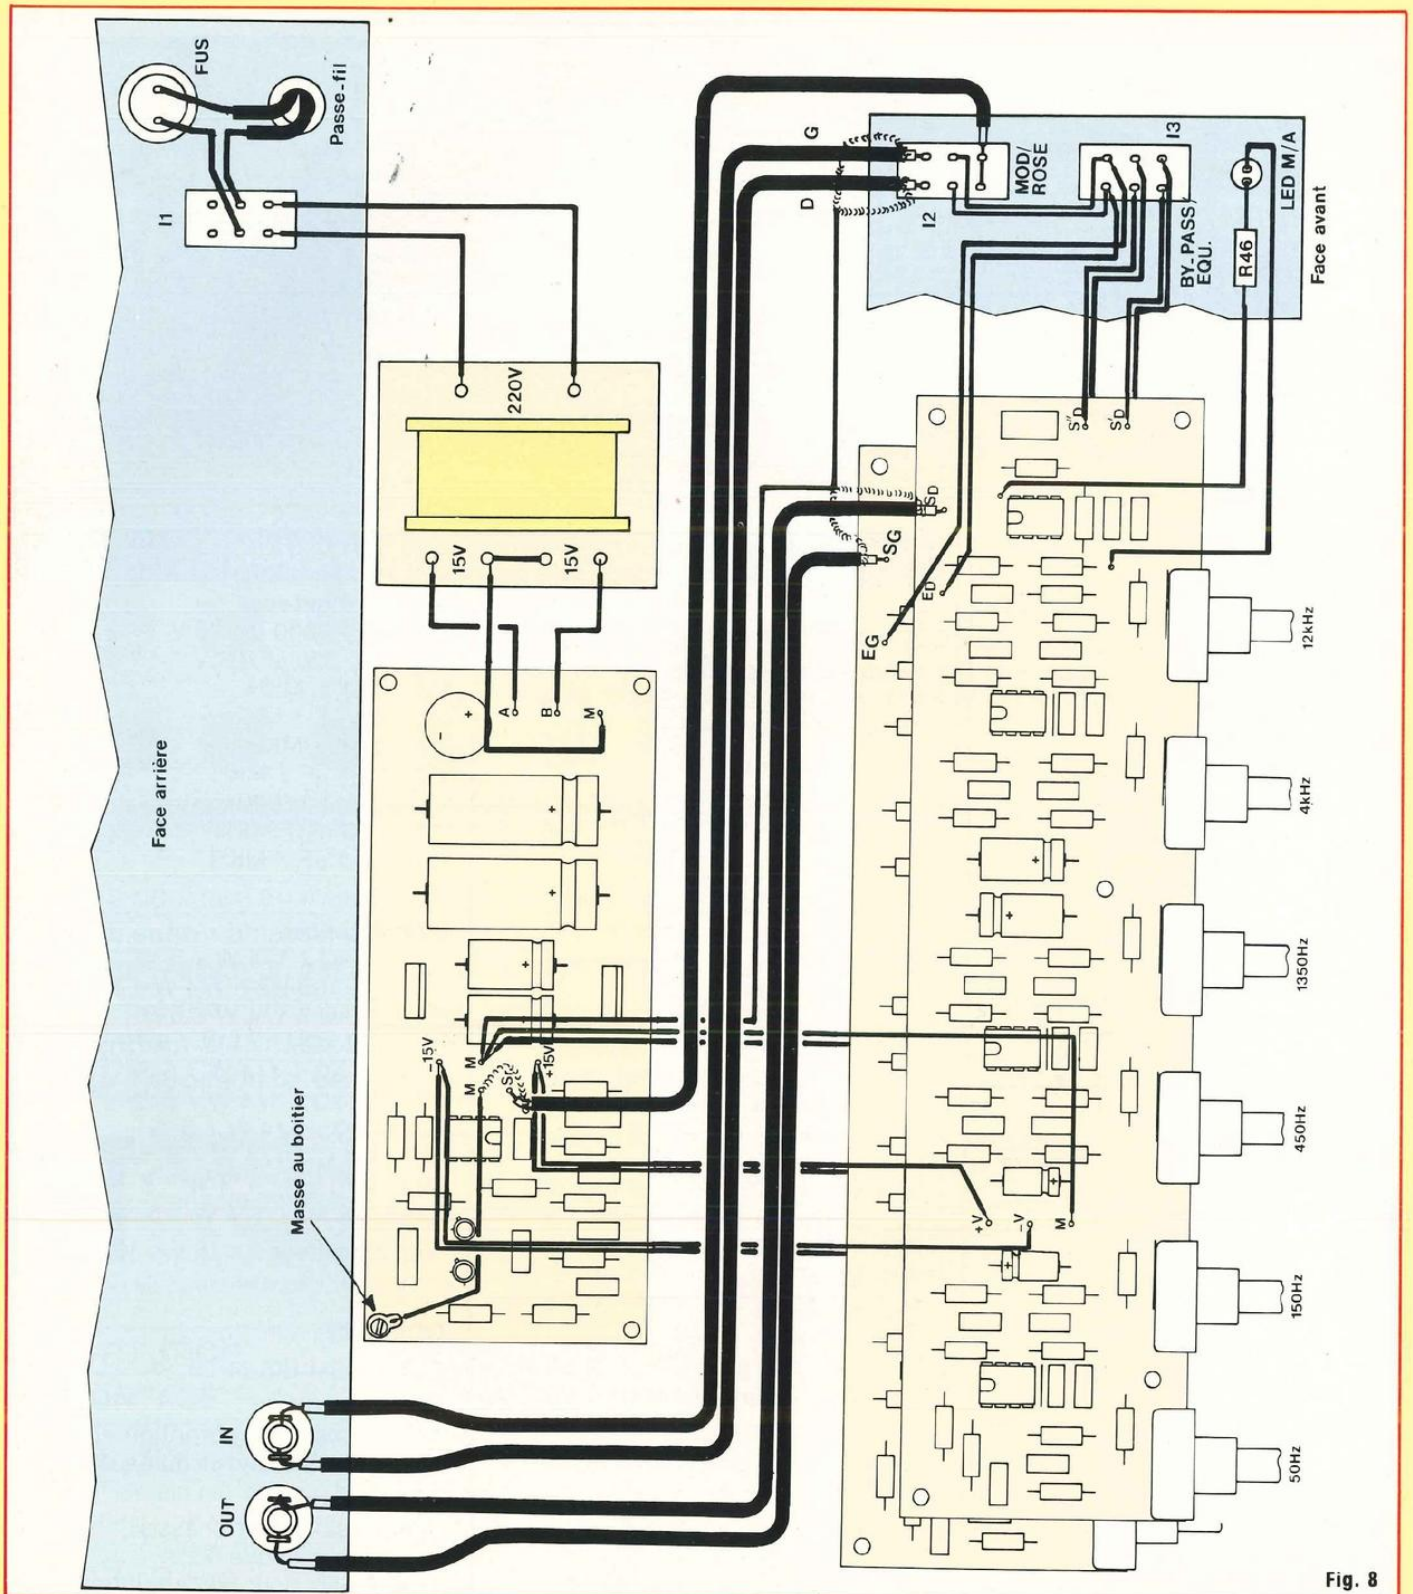 FUS
Passe-fil
I1
220V
15V
15V
Face arrière
A
B
M
+
-
+
+
+
+
-15V
M
M
Sr
+15V
Masse au boitier
IN
OUT
G
D
I2
MOD/
ROSE
I3
BY-PASS/
EQU.
LED M/A
R46
Face avant
S"D
S'D
SD
SG
ED
EG
12kHz
4kHz
+
+
1350Hz
450Hz
+
+V
-V
M
+
150Hz
50Hz
Fig. 8